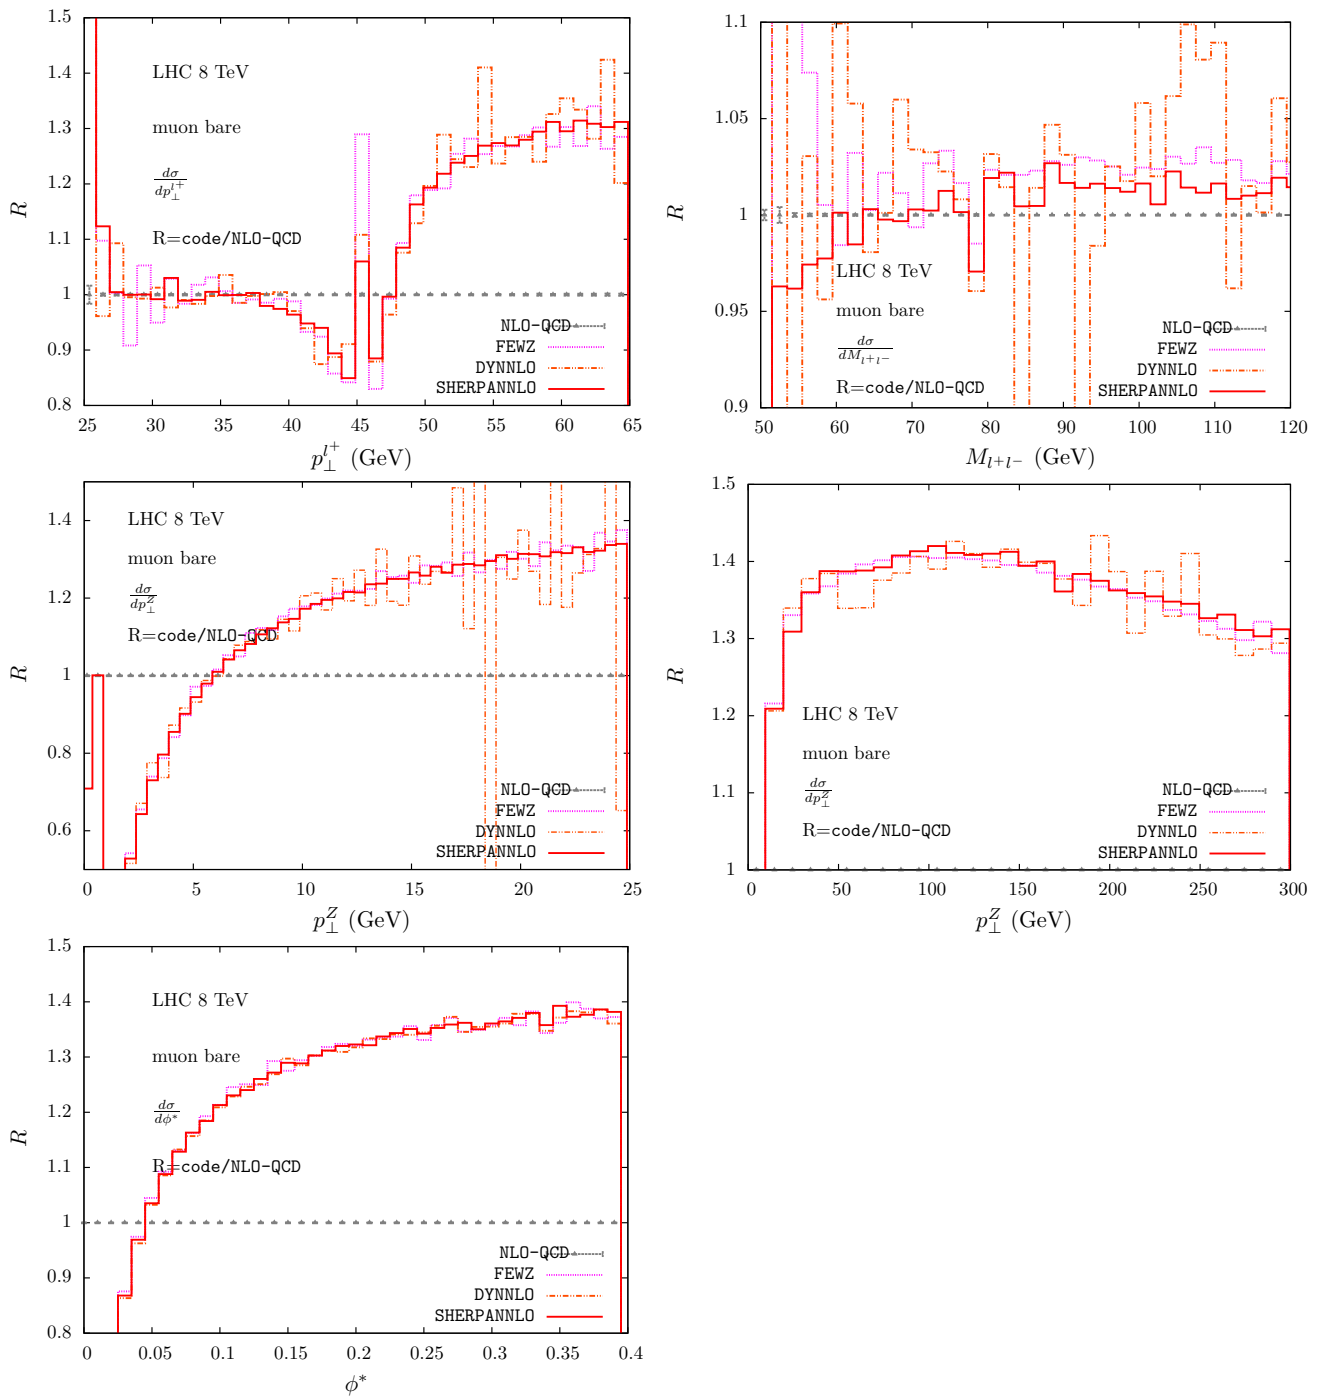 1.5
1.4
1.3
1.2
1.1
1
0.9
0.8
R
LHC 8 TeV
muon bare
dσ
dp⊥^{l+}
R=code/NLO-QCD
NLO-QCD
FEWZ
DYNNLO
SHERPANNLO
25 30 35 40 45 50 55 60 65
p⊥^{l+} (GeV)
1.1
1.05
1
0.95
0.9
R
LHC 8 TeV
muon bare
dσ
dM_{l+l−}
R=code/NLO-QCD
NLO-QCD
FEWZ
DYNNLO
SHERPANNLO
50 60 70 80 90 100 110 120
M_{l+l−} (GeV)
1.4
1.2
1
0.8
0.6
R
LHC 8 TeV
muon bare
dσ
dp⊥^Z
R=code/NLO-QCD
NLO-QCD
FEWZ
DYNNLO
SHERPANNLO
0 5 10 15 20 25
p⊥^Z (GeV)
1.5
1.4
1.3
1.2
1.1
1
R
LHC 8 TeV
muon bare
dσ
dp⊥^Z
R=code/NLO-QCD
NLO-QCD
FEWZ
DYNNLO
SHERPANNLO
0 50 100 150 200 250 300
p⊥^Z (GeV)
1.5
1.4
1.3
1.2
1.1
1
0.9
0.8
R
LHC 8 TeV
muon bare
dσ
dϕ*
R=code/NLO-QCD
NLO-QCD
FEWZ
DYNNLO
SHERPANNLO
0 0.05 0.1 0.15 0.2 0.25 0.3 0.35 0.4
ϕ*